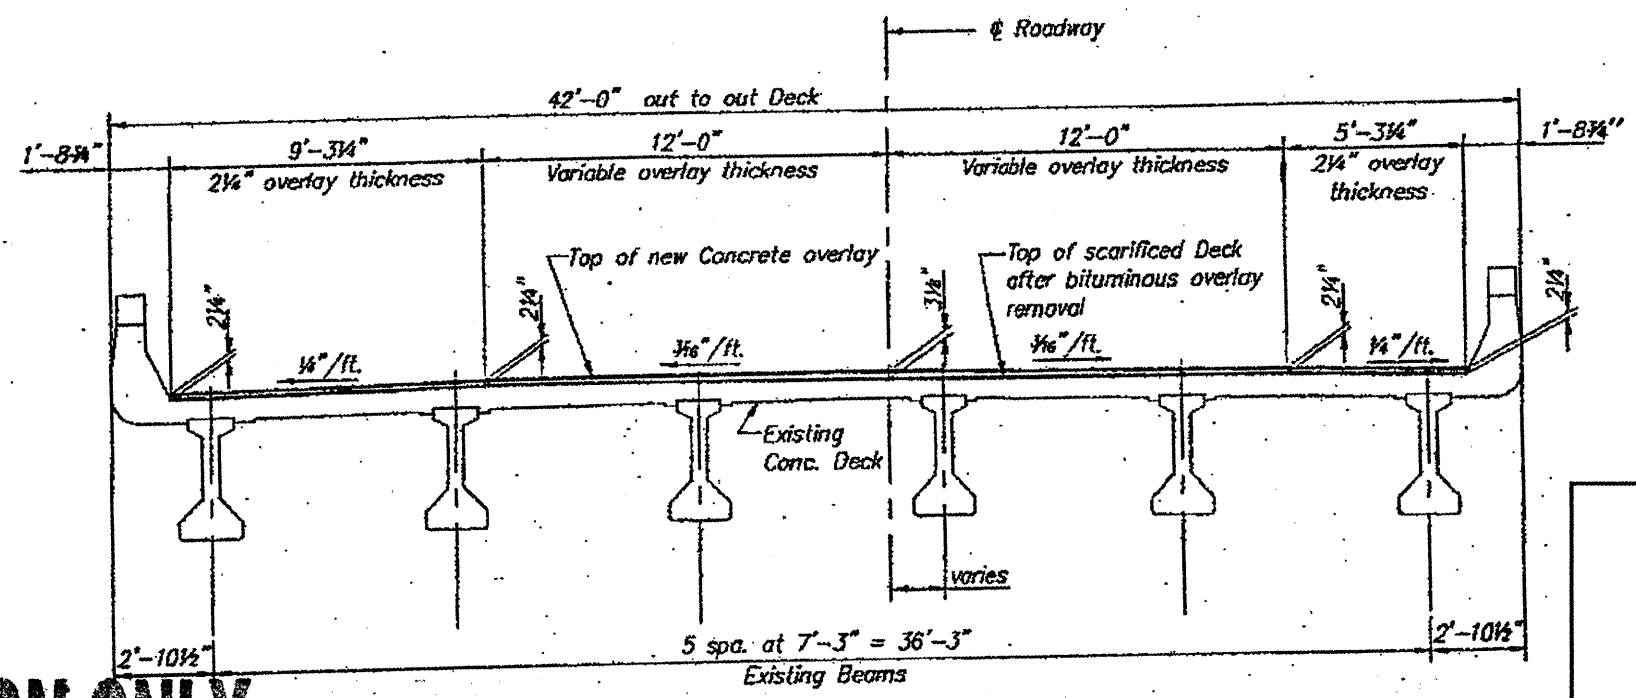 ℄ Roadway
42'-0" out to out Deck
1'-8¾" 9'-3¼" 12'-0" 12'-0" 5'-3¼" 1'-8¾"
2¼" overlay thickness Variable overlay thickness Variable overlay thickness 2¼" overlay
thickness
Top of new Concrete overlay
Top of scarificed Deck
after bituminous overlay
removal
2¼" 2¼" 3⅛" 2¼" 2¼"
¼"/ft. 3/16"/ft. 3/16"/ft. ¼"/ft.
Existing
Conc. Deck
varies
2'-10½" 5 spa. at 7'-3" = 36'-3" 2'-10½"
Existing Beams
ON ONLY